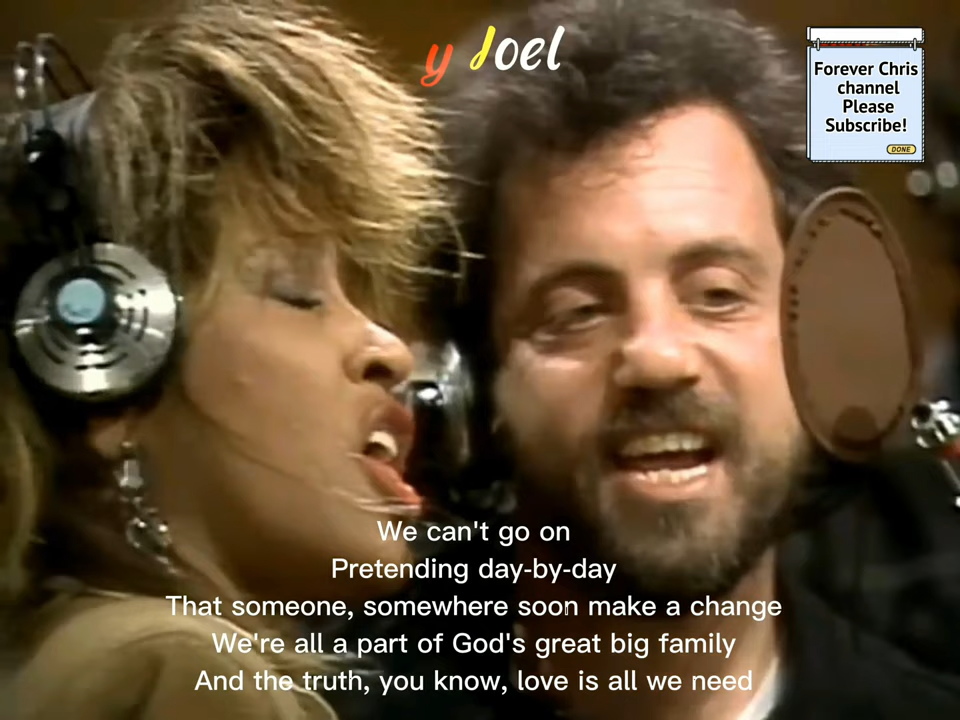 y Joel
Forever Chris
channel
Please
Subscribe!
DONE
We can't go on
Pretending day-by-day
That someone, somewhere soon make a change
We're all a part of God's great big family
And the truth, you know, love is all we need